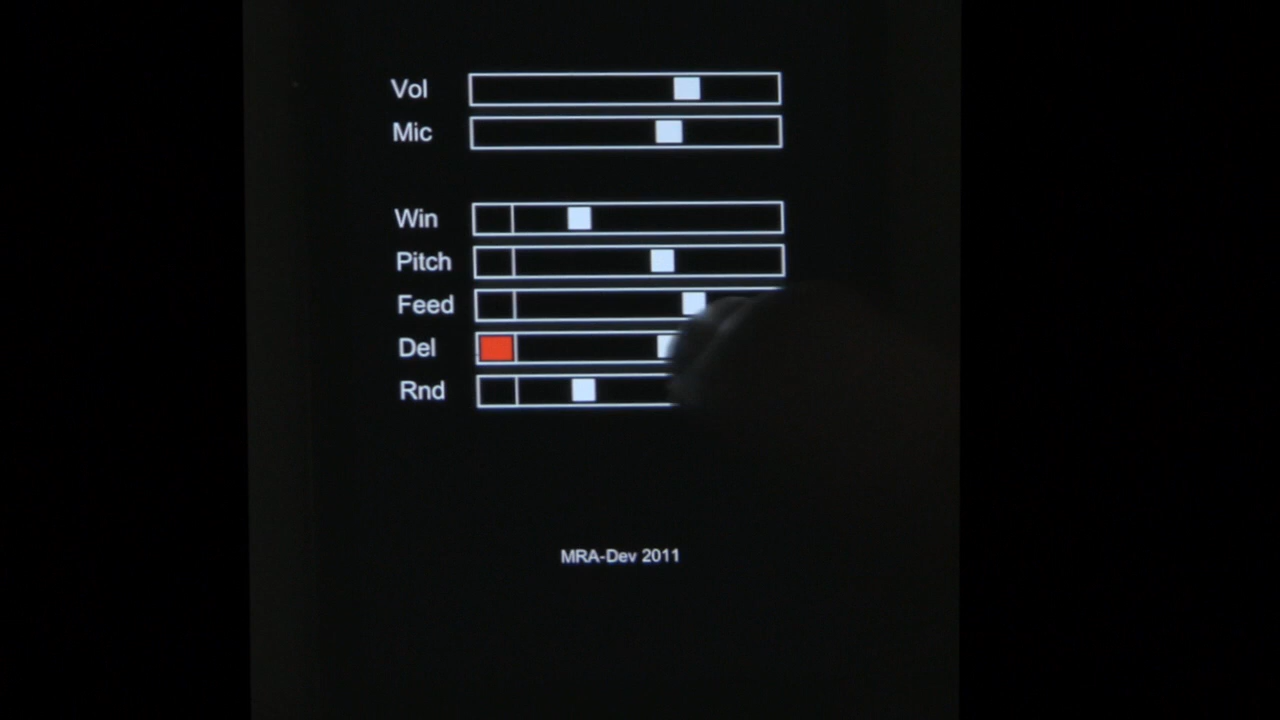 Vol
Mic
Win
Pitch
Feed
Del
Rnd
MRA-Dev 2011